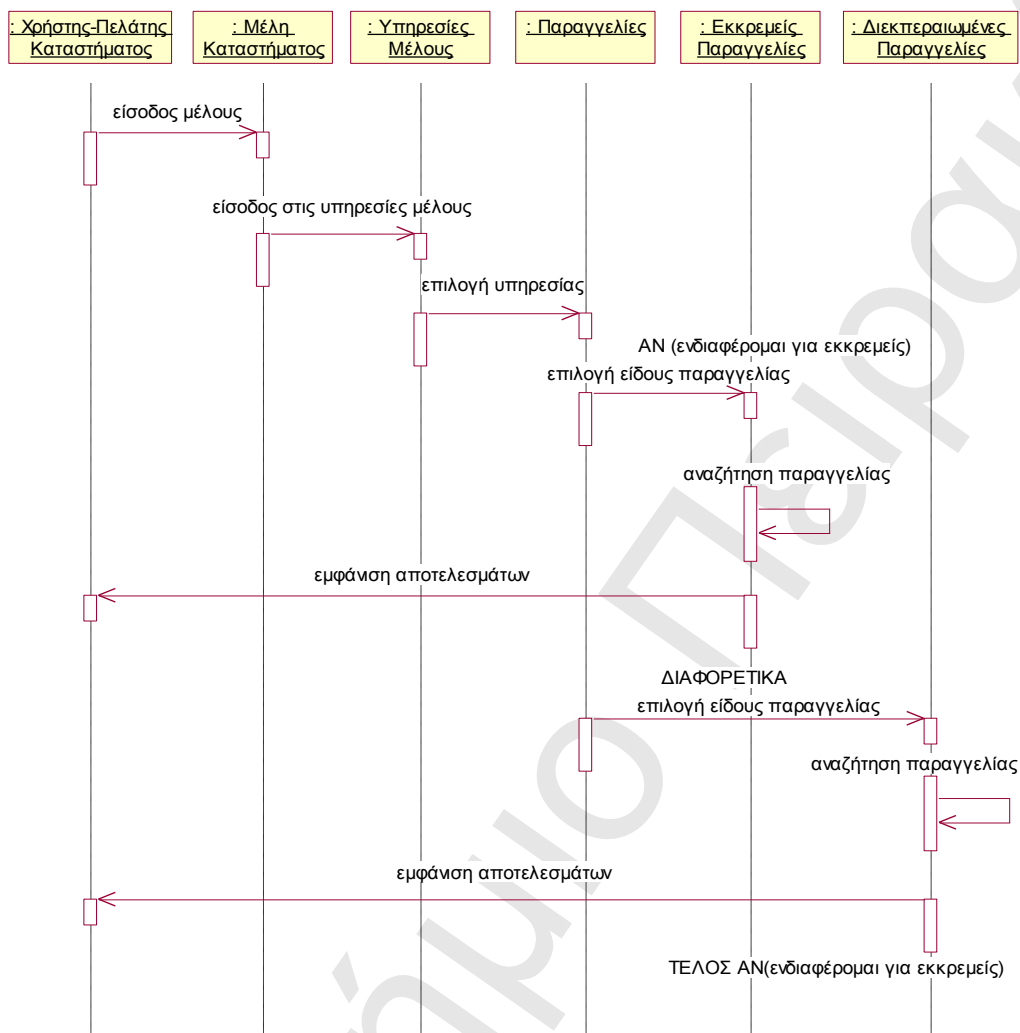 : Χρήστης-Πελάτης
Καταστήματος
: Μέλη
Καταστήματος
: Υπηρεσίες
Μέλους
: Παραγγελίες
: Εκκρεμείς
Παραγγελίες
: Διεκπεραιωμένες
Παραγγελίες
είσοδος μέλους
είσοδος στις υπηρεσίες μέλους
επιλογή υπηρεσίας
ΑΝ (ενδιαφέρομαι για εκκρεμείς)
επιλογή είδους παραγγελίας
αναζήτηση παραγγελίας
εμφάνιση αποτελεσμάτων
ΔΙΑΦΟΡΕΤΙΚΑ
επιλογή είδους παραγγελίας
αναζήτηση παραγγελίας
εμφάνιση αποτελεσμάτων
ΤΕΛΟΣ ΑΝ(ενδιαφέρομαι για εκκρεμείς)